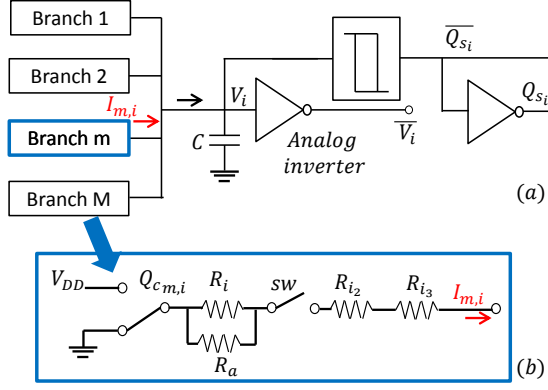 Branch 1
Branch 2
I_{m,i}
Branch m
Branch M
V_i
C
Analog
inverter
\overline{V_i}
\overline{Q_{s_i}}
Q_{s_i}
(a)
V_{DD}
Q_{c_{m,i}}
R_i
R_a
sw
R_{i_2}
R_{i_3}
I_{m,i}
(b)